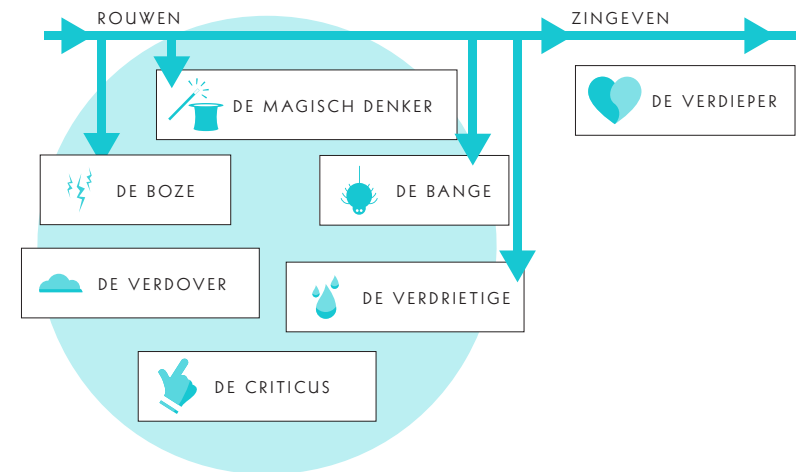 ROUWEN
ZINGEVEN
DE MAGISCH DENKER
DE VERDIEPER
DE BOZE
DE BANGE
DE VERDOVER
DE VERDRIETIGE
DE CRITICUS